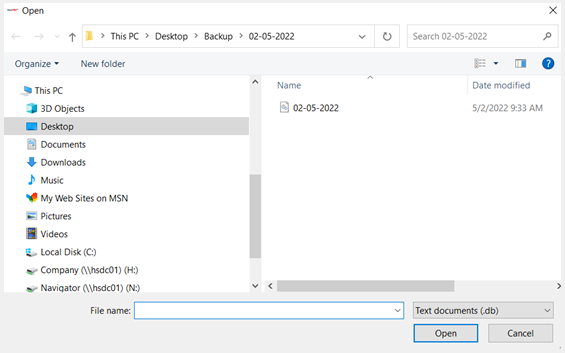 Open
This PC > Desktop > Backup > 02-05-2022
Search 02-05-2022
Organize
New folder
This PC
3D Objects
Desktop
Documents
Downloads
Music
My Web Sites on MSN
Pictures
Videos
Local Disk (C:)
Company (\\hsdc01) (H:)
Navigator (\\hsdc01) (N:)
Name
Date modified
02-05-2022
5/2/2022 9:33 AM
File name:
Text documents (.db)
Open
Cancel